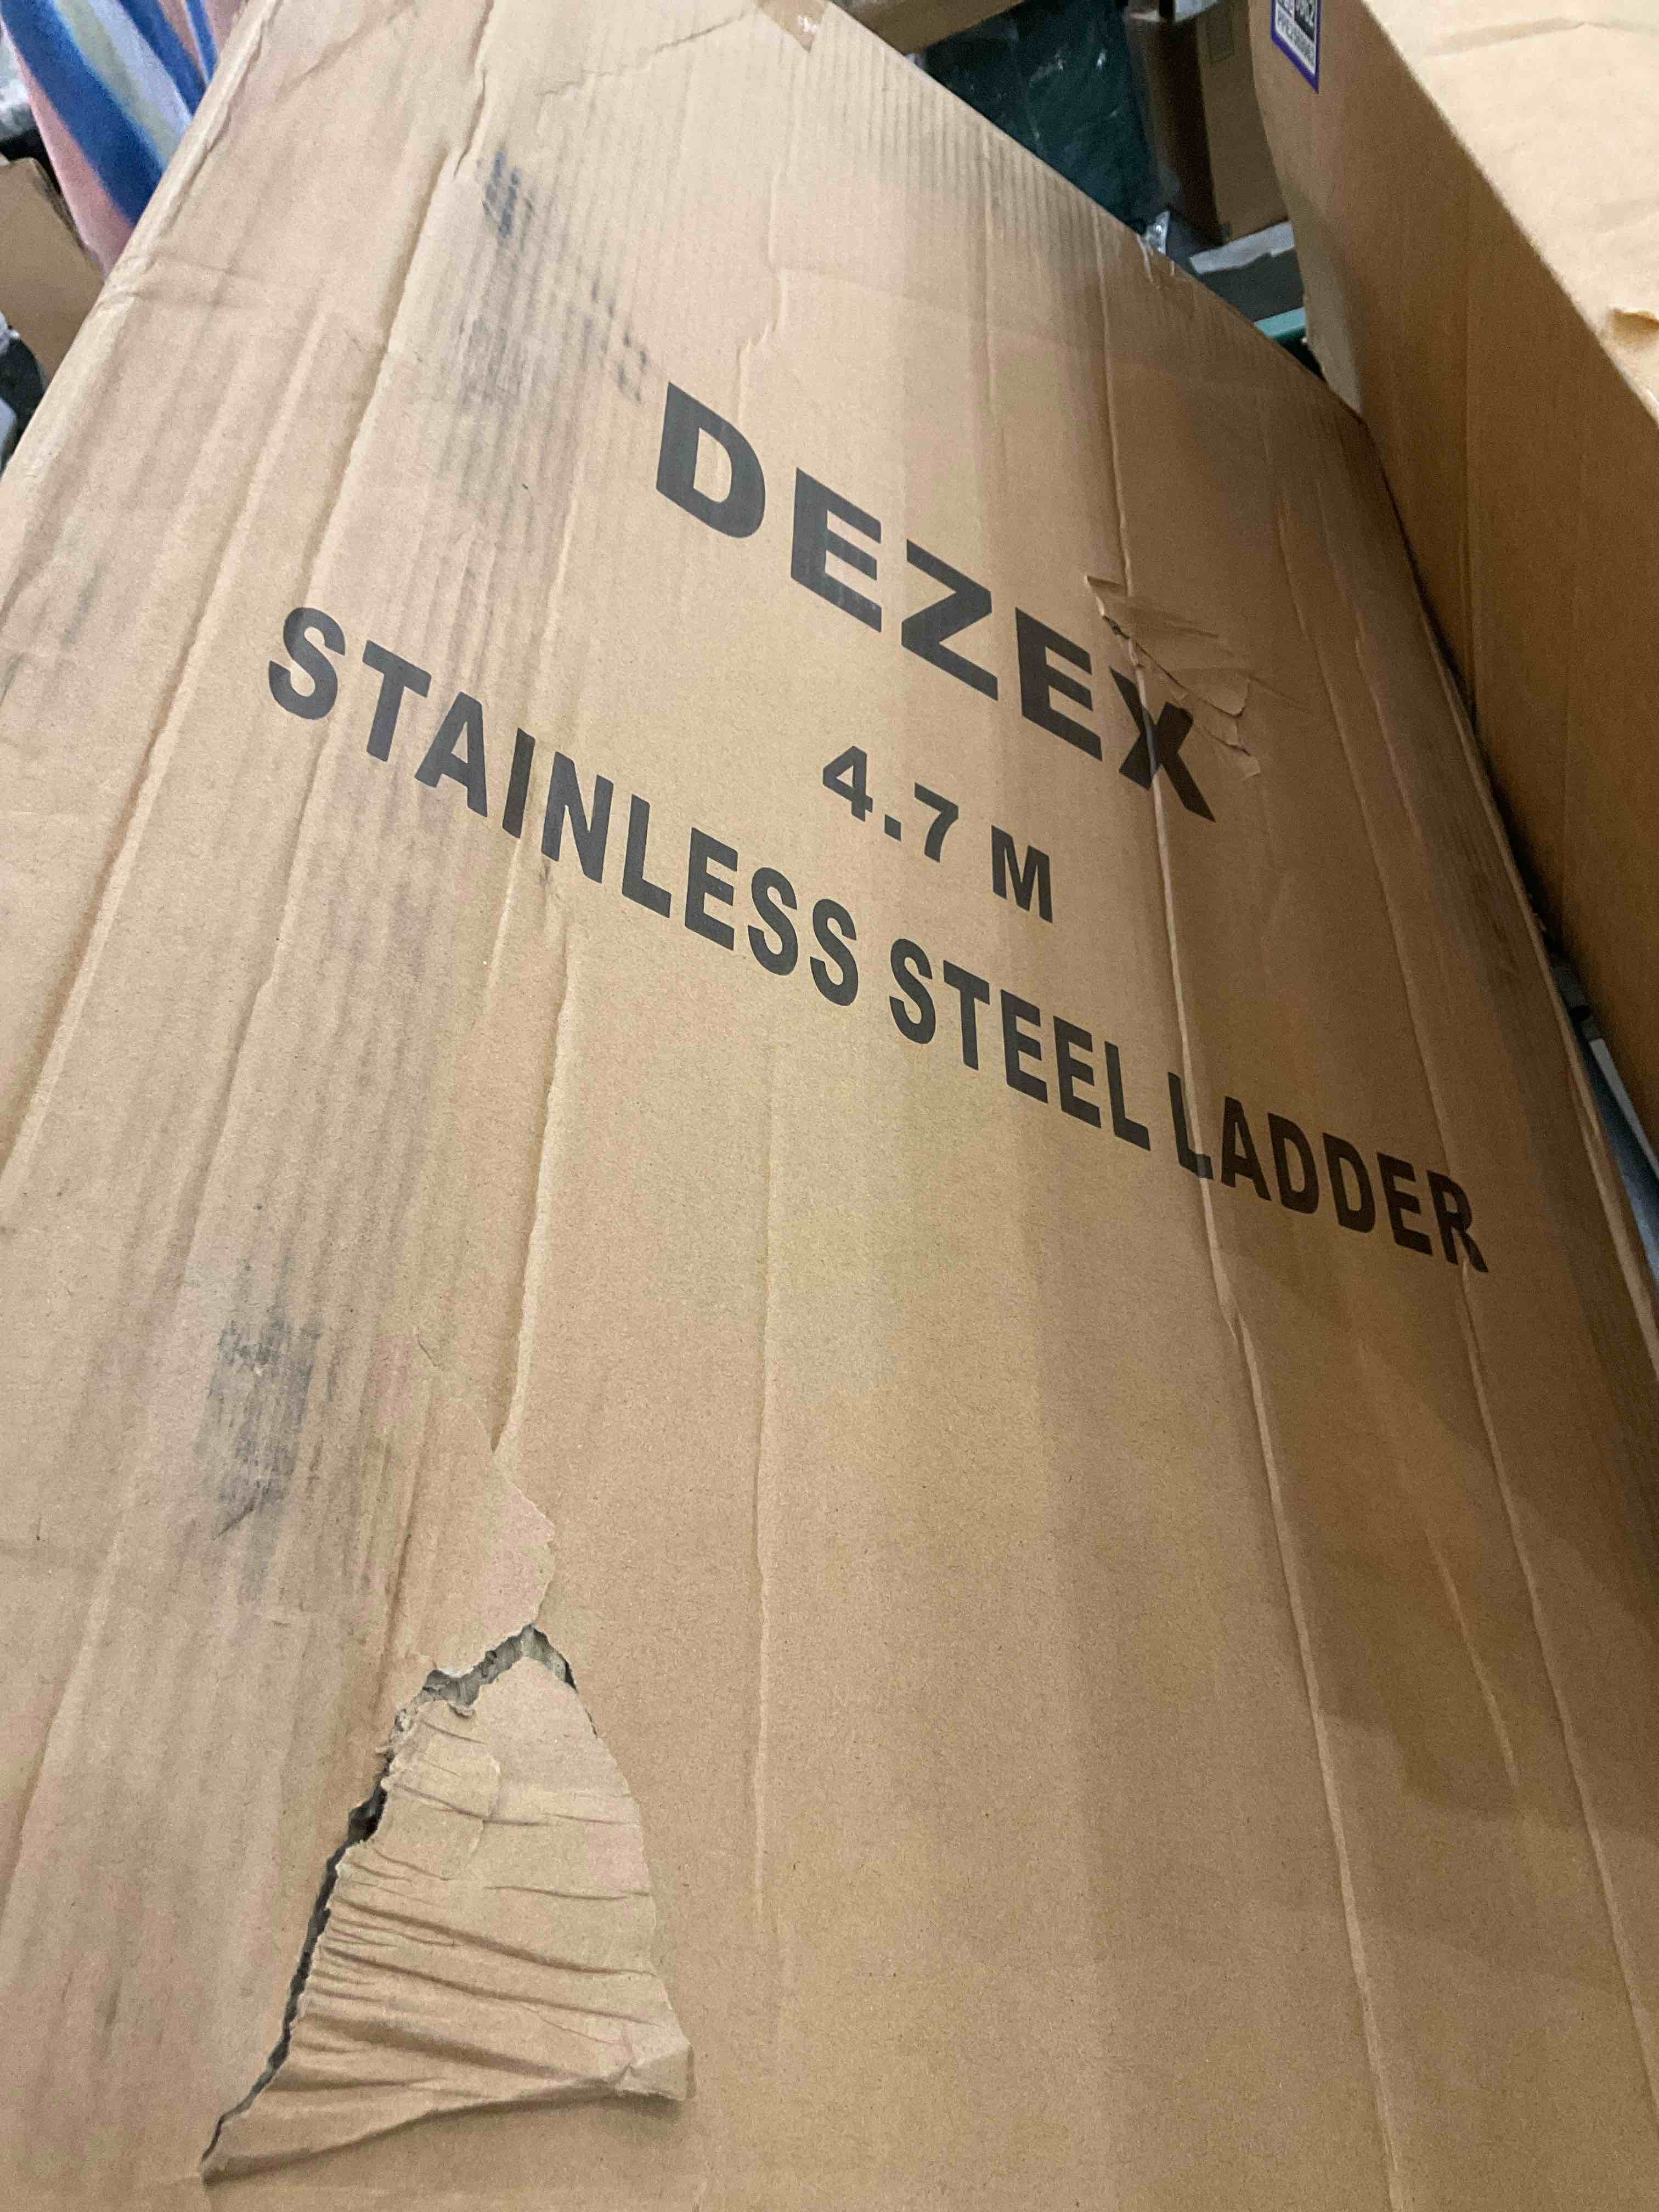 DEZEX
4.7 M
STAINLESS STEEL LADDER